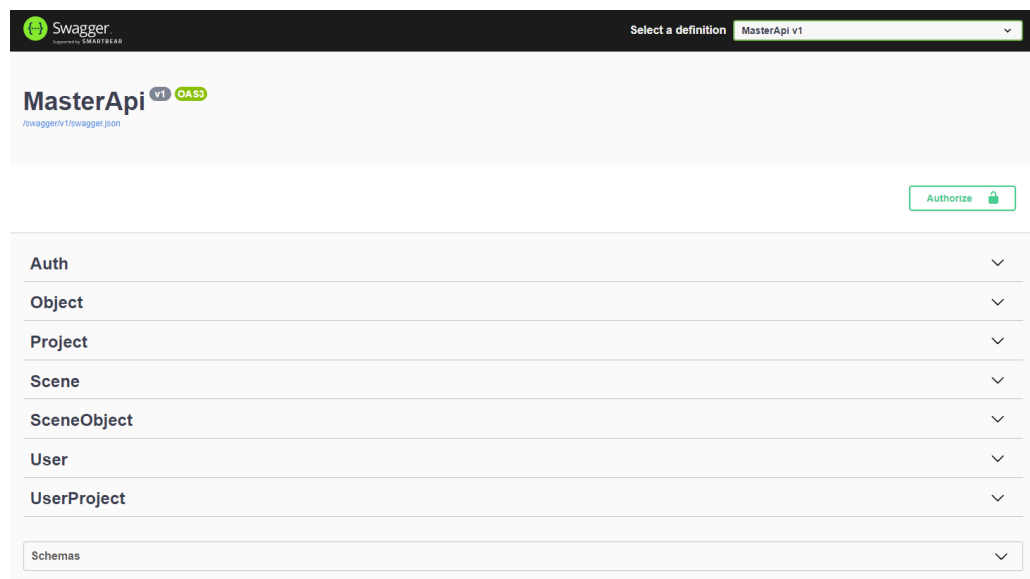 Swagger.
Supported by SMARTBEAR
Select a definition
MasterApi v1
MasterApi v1 OAS3
/swagger/v1/swagger.json
Authorize
Auth
Object
Project
Scene
SceneObject
User
UserProject
Schemas